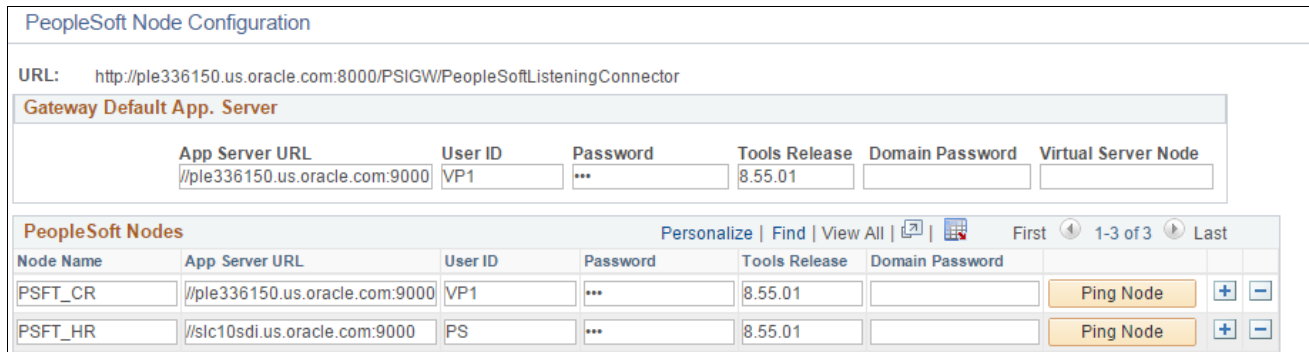 PeopleSoft Node Configuration
URL: http://ple336150.us.oracle.com:8000/PSIGW/PeopleSoftListeningConnector
Gateway Default App. Server
App Server URL User ID Password Tools Release Domain Password Virtual Server Node
//ple336150.us.oracle.com:9000 VP1 ••• 8.55.01
PeopleSoft Nodes Personalize | Find | View All | | First 1-3 of 3 Last
Node Name App Server URL User ID Password Tools Release Domain Password
PSFT_CR //ple336150.us.oracle.com:9000 VP1 ••• 8.55.01 Ping Node + −
PSFT_HR //slc10sdi.us.oracle.com:9000 PS ••• 8.55.01 Ping Node + −